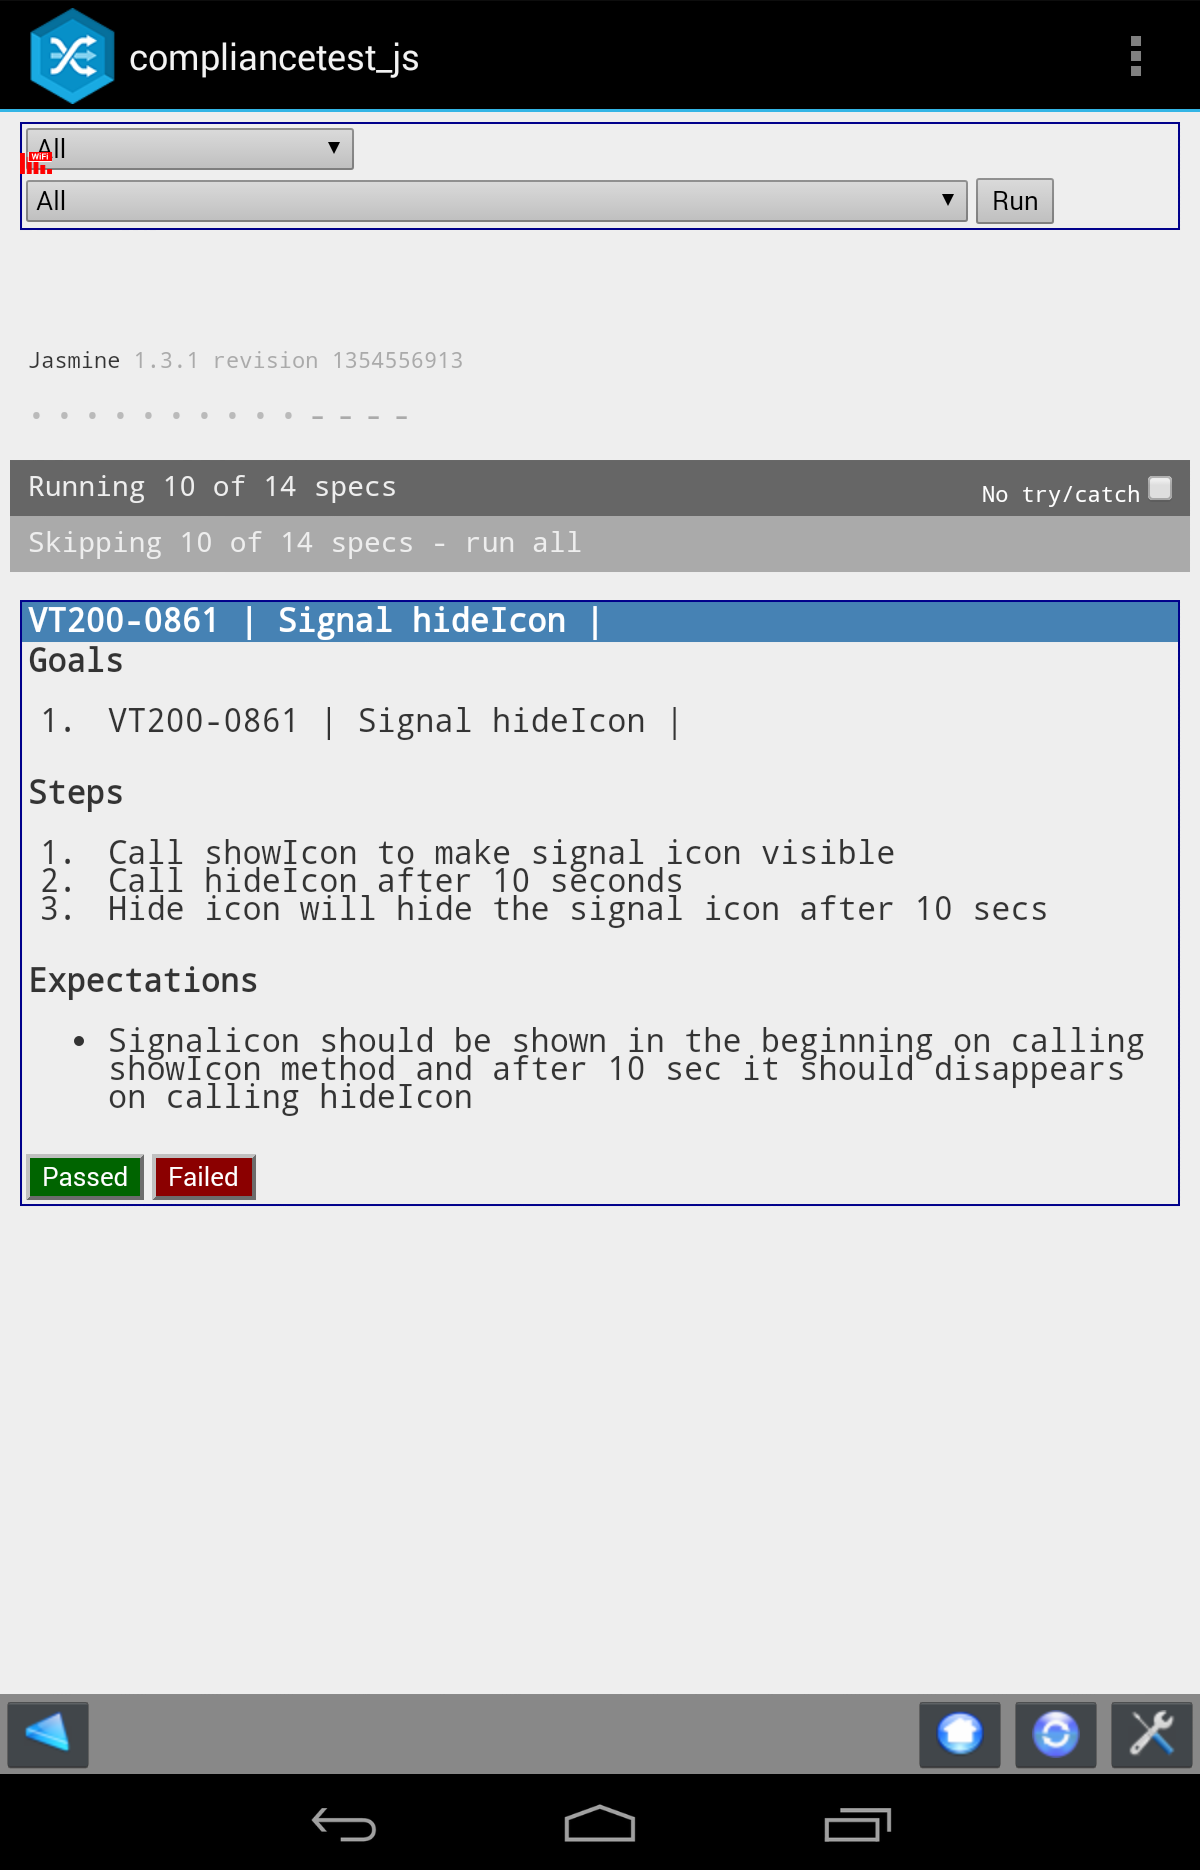 compliancetest_js
All
WiFi
All
Run
Jasmine 1.3.1 revision 1354556913
Running 10 of 14 specs
No try/catch
Skipping 10 of 14 specs - run all
VT200-0861 | Signal hideIcon |
Goals
1. VT200-0861 | Signal hideIcon |
Steps
1. Call showIcon to make signal icon visible
2. Call hideIcon after 10 seconds
3. Hide icon will hide the signal icon after 10 secs
Expectations
• Signalicon should be shown in the beginning on calling
showIcon method and after 10 sec it should disappears
on calling hideIcon
Passed
Failed